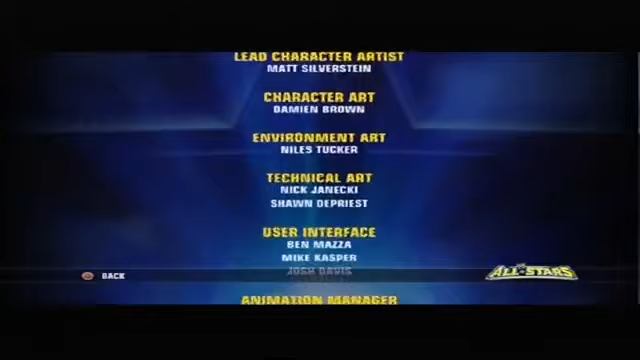 LEAD CHARACTER ARTIST
MATT SILVERSTEIN
CHARACTER ART
DAMIEN BROWN
ENVIRONMENT ART
NILES TUCKER
TECHNICAL ART
NICK JANECKI
SHAWN DEPRIEST
USER INTERFACE
BEN MAZZA
MIKE KASPER
JOSH DAVIS
BACK
ALL-STARS
ANIMATION MANAGER